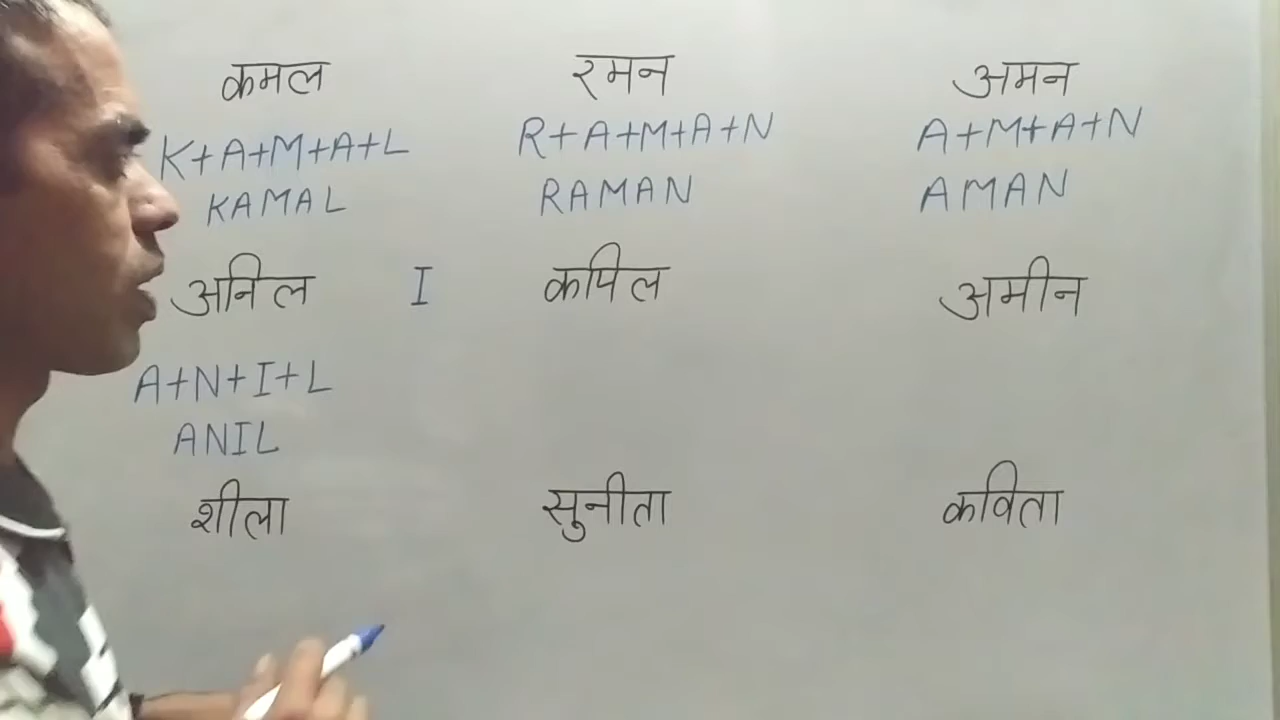 कमल रमन अमन
K+A+M+A+L R+A+M+A+N A+M+A+N
KAMAL RAMAN AMAN
अनिल I कपिल अमीन
A+N+I+L
ANIL
शीला सुनीता कविता